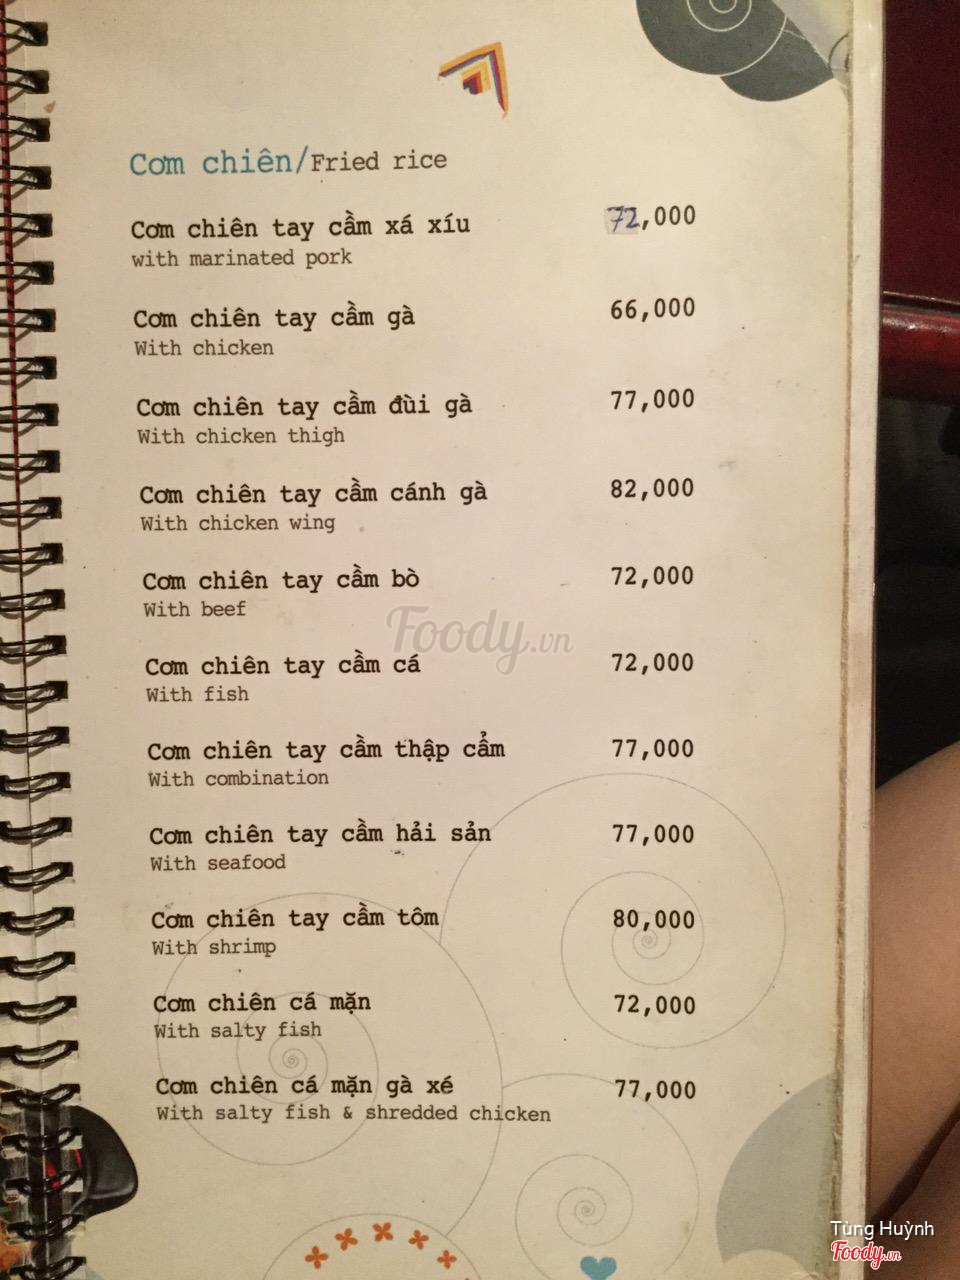 Cơm chiên/Fried rice
Cơm chiên tay cầm xá xíu 72,000
with marinated pork
Cơm chiên tay cầm gà 66,000
With chicken
Cơm chiên tay cầm đùi gà 77,000
With chicken thigh
Cơm chiên tay cầm cánh gà 82,000
With chicken wing
Cơm chiên tay cầm bò 72,000
With beef
Foody.vn
Cơm chiên tay cầm cá 72,000
With fish
Cơm chiên tay cầm thập cẩm 77,000
With combination
Cơm chiên tay cầm hải sản 77,000
With seafood
Cơm chiên tay cầm tôm 80,000
With shrimp
Cơm chiên cá mặn 72,000
With salty fish
Cơm chiên cá mặn gà xé 77,000
With salty fish & shredded chicken
Tùng Huỳnh
Foody.vn